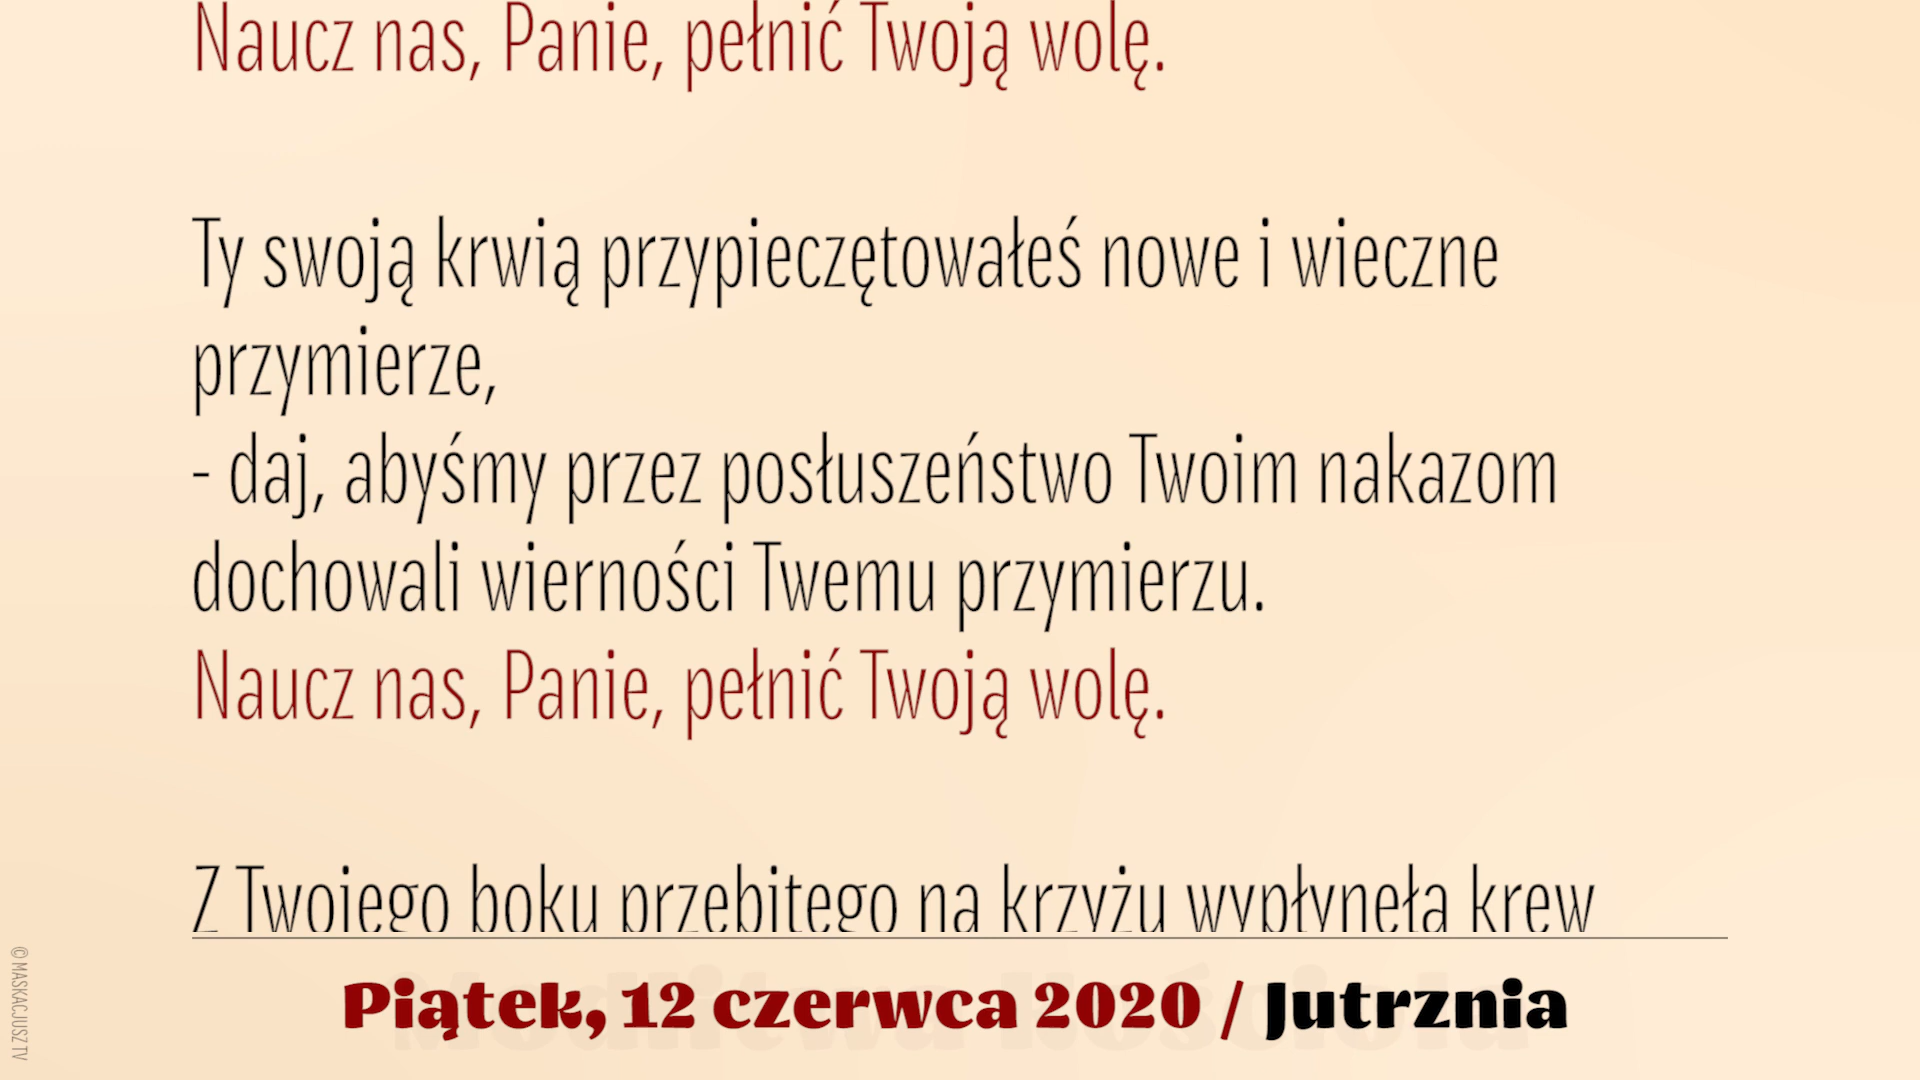 Naucz nas, Panie, pełnić Twoją wolę.
Ty swoją krwią przypieczętowałeś nowe i wieczne
przymierze,
- daj, abyśmy przez posłuszeństwo Twoim nakazom
dochowali wierności Twemu przymierzu.
Naucz nas, Panie, pełnić Twoją wolę.
Z Twojego boku przebitego na krzyżu wypłynęła krew
Piątek, 12 czerwca 2020 / Jutrznia
© MASKACJUSZ TV